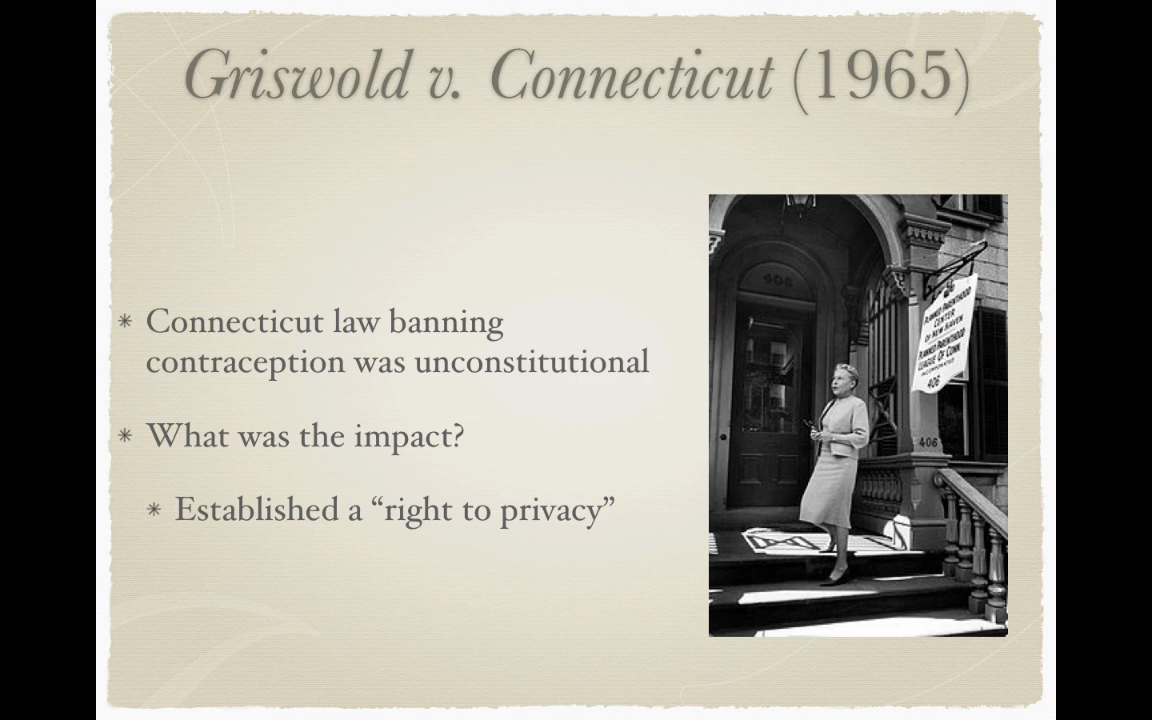 Griswold v. Connecticut (1965)
Connecticut law banning
contraception was unconstitutional
What was the impact?
Established a “right to privacy”
406
PLANNED PARENTHOOD
CENTER
OF NEW HAVEN
PLANNED PARENTHOOD
LEAGUE OF CONN
INCORPORATED
406
406